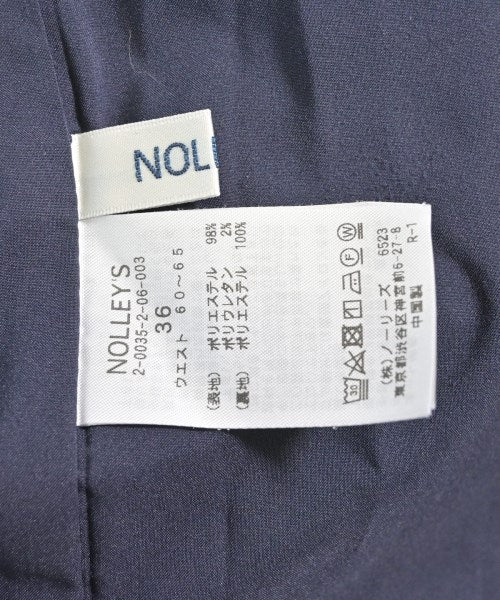 NOL
NOLLEY'S
2-0035-2-06-003
36
ウエスト 60~65
(表地) ポリエステル 98%
ポリウレタン 2%
(裏地) ポリエステル 100%
30
F
W
(株)ノーリーズ 6523
東京都渋谷区神宮前6-27-8
中国製 R-1